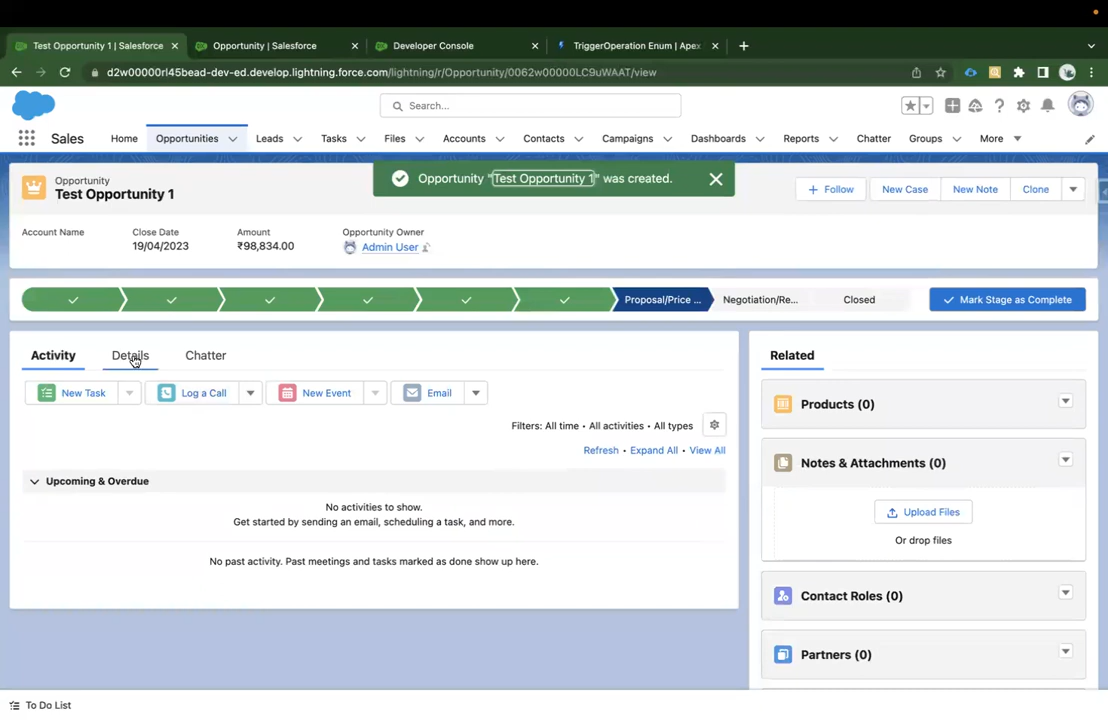 Test Opportunity 1 | Salesforce
Opportunity | Salesforce
Developer Console
TriggerOperation Enum | Apex
d2w00000rl45bead-dev-ed.develop.lightning.force.com/lightning/r/Opportunity/0062w00000LC9uWAAT/view
Search...
Sales
Home
Opportunities
Leads
Tasks
Files
Accounts
Contacts
Campaigns
Dashboards
Reports
Chatter
Groups
More
Opportunity
Test Opportunity 1
Opportunity "Test Opportunity 1" was created.
+ Follow
New Case
New Note
Clone
Account Name
Close Date
19/04/2023
Amount
₹98,834.00
Opportunity Owner
Admin User
Proposal/Price ...
Negotiation/Re...
Closed
Mark Stage as Complete
Activity
Details
Chatter
New Task
Log a Call
New Event
Email
Filters: All time • All activities • All types
Refresh • Expand All • View All
Upcoming & Overdue
No activities to show.
Get started by sending an email, scheduling a task, and more.
No past activity. Past meetings and tasks marked as done show up here.
Related
Products (0)
Notes & Attachments (0)
Upload Files
Or drop files
Contact Roles (0)
Partners (0)
To Do List